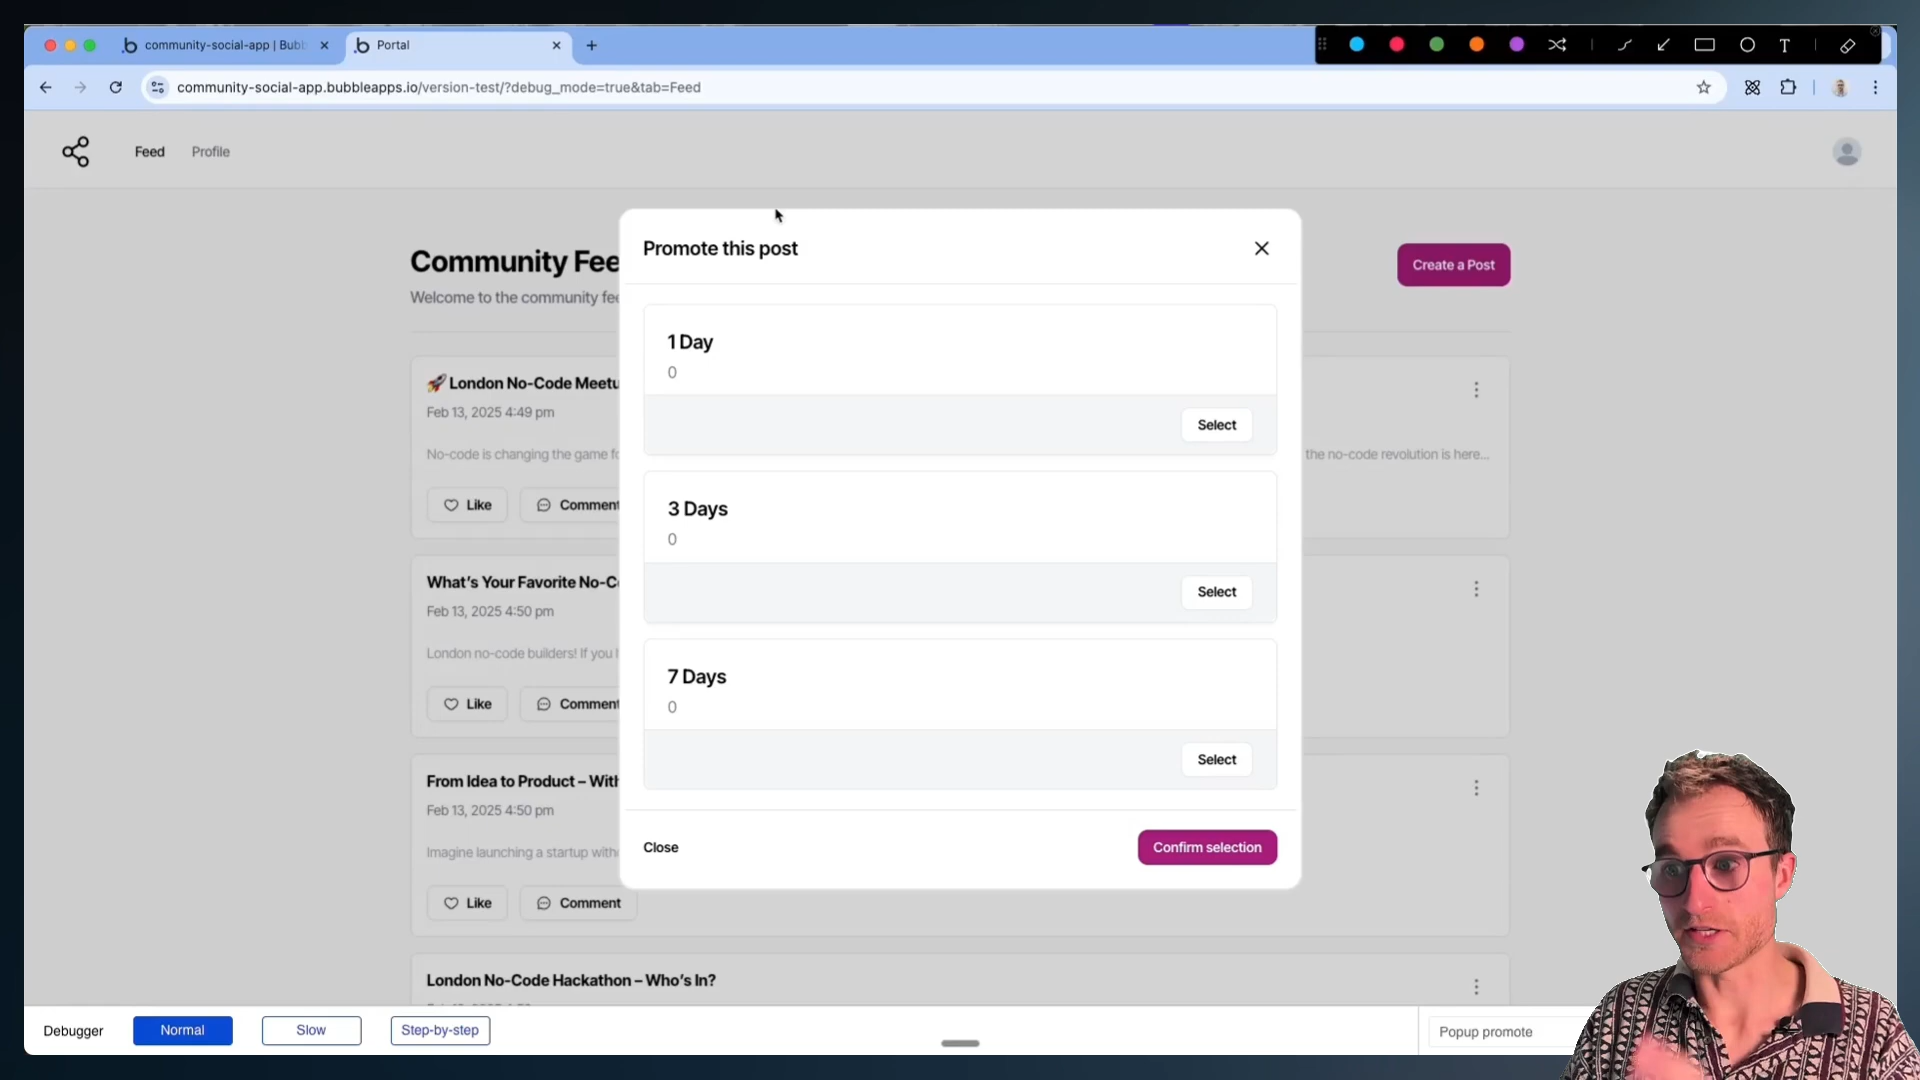 community-social-app | Bubb
Portal
community-social-app.bubbleapps.io/version-test/?debug_mode=true&tab=Feed
Feed
Profile
Community Fee
Welcome to the community fee
Create a Post
Promote this post
1 Day
0
Select
3 Days
0
Select
7 Days
0
Select
Close
Confirm selection
🚀 London No-Code Meetu
Feb 13, 2025 4:49 pm
No-code is changing the game fo
the no-code revolution is here...
Like
Comment
What's Your Favorite No-C
Feb 13, 2025 4:50 pm
London no-code builders! If you l
Like
Comment
From Idea to Product – With
Feb 13, 2025 4:50 pm
Imagine launching a startup with
Like
Comment
London No-Code Hackathon – Who's In?
Debugger
Normal
Slow
Step-by-step
Popup promote